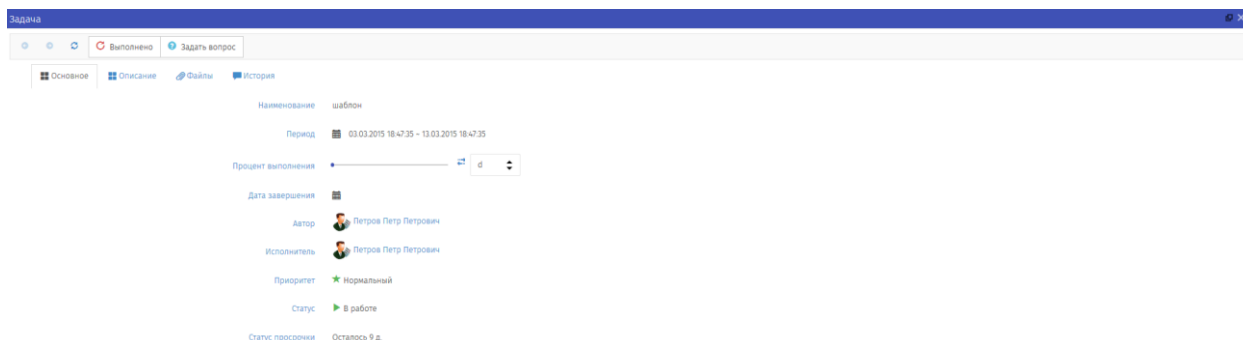 Задача
Выполнено Задать вопрос
Основное Описание Файлы История
Наименование шаблон
Период 03.03.2015 18:47:35 – 13.03.2015 18:47:35
Процент выполнения d
Дата завершения
Автор Петров Петр Петрович
Исполнитель Петров Петр Петрович
Приоритет Нормальный
Статус В работе
Статус просрочки Осталось 9 д.